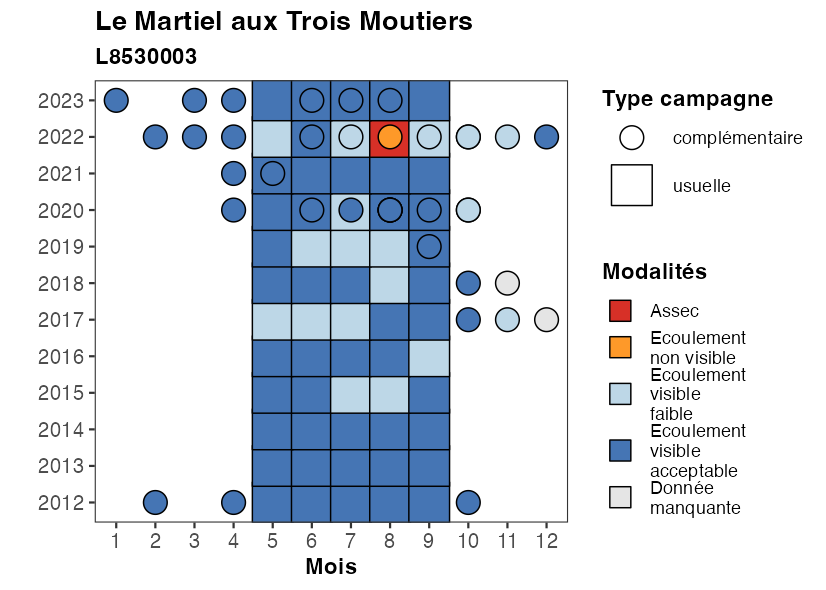 Le Martiel aux Trois Moutiers
L8530003
2023
2022
2021
2020
2019
2018
2017
2016
2015
2014
2013
2012
1 2 3 4 5 6 7 8 9 10 11 12
Mois
Type campagne
complémentaire
usuelle
Modalités
Assec
Ecoulement
non visible
Ecoulement
visible
faible
Ecoulement
visible
acceptable
Donnée
manquante